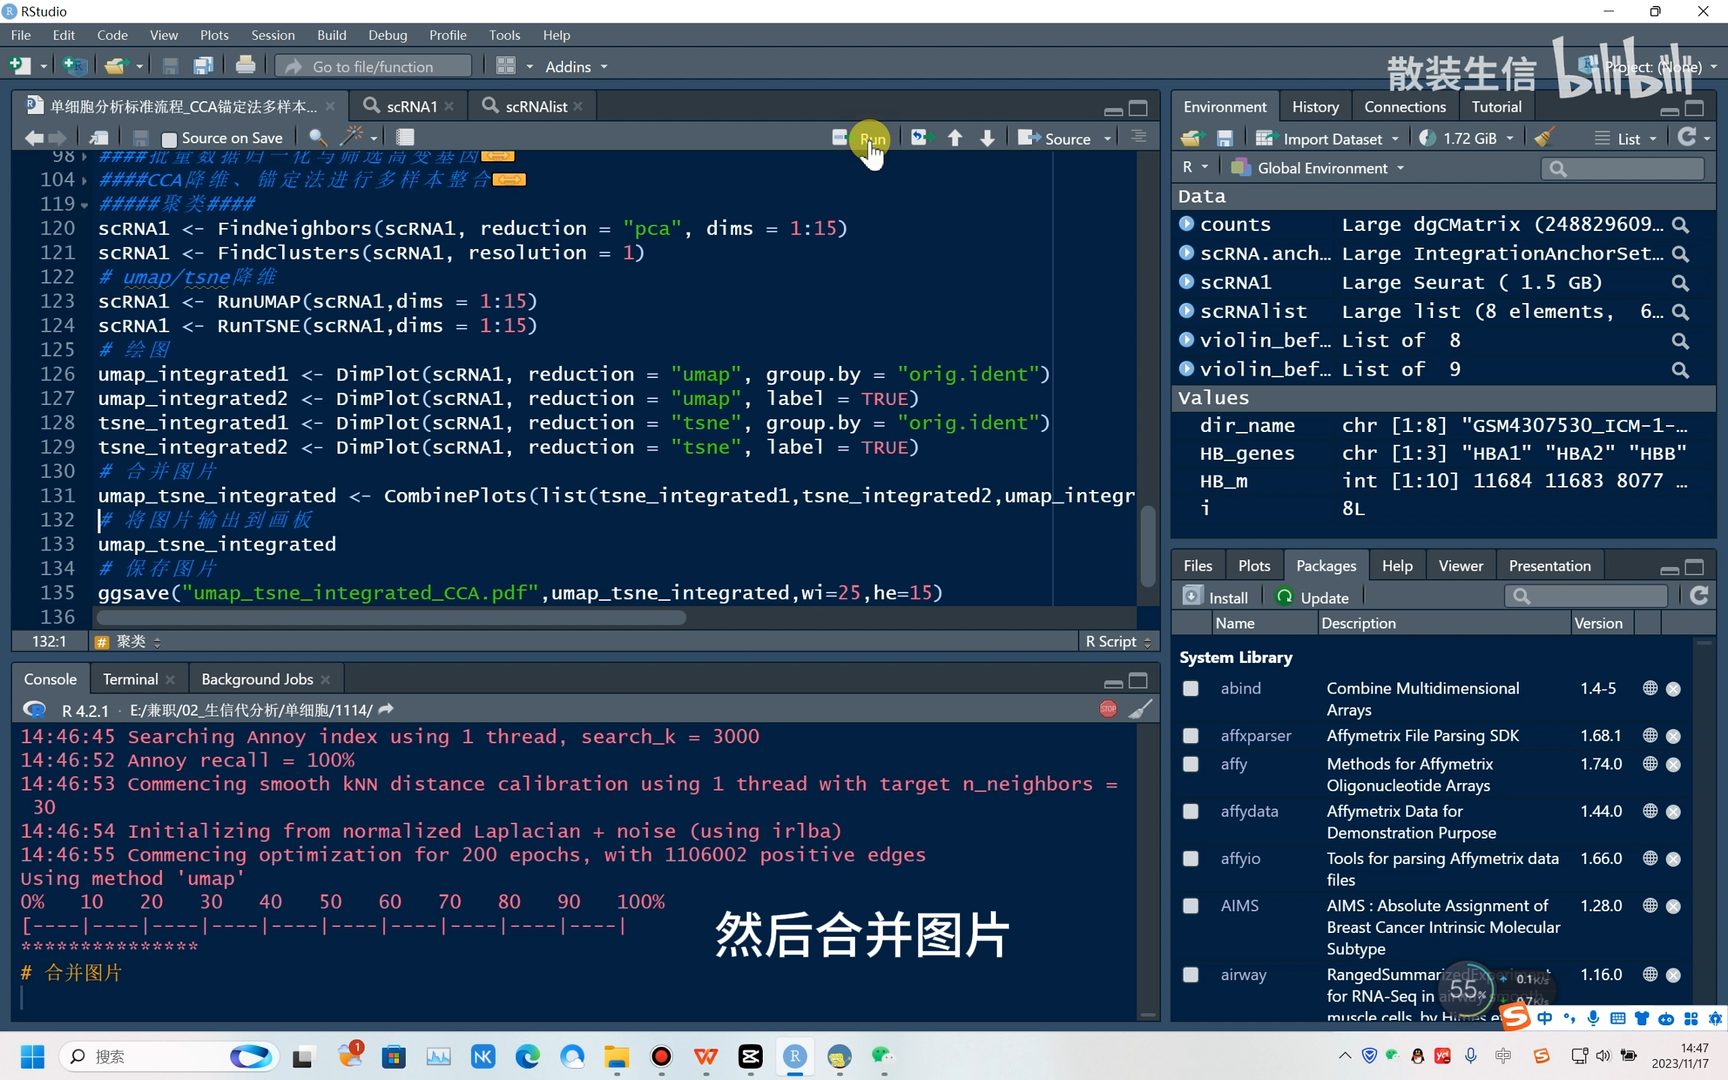 RStudio
File Edit Code View Plots Session Build Debug Profile Tools Help
Go to file/function Addins Project: (None)
散装生信 bilibili
单细胞分析标准流程_CCA锚定法多样本... scRNA1 scRNAlist
Source on Save Run Source
98 ####批量数据归一化与筛选高变基因
104 ####CCA降维、锚定法进行多样本整合
119 #####聚类####
120 scRNA1 <- FindNeighbors(scRNA1, reduction = "pca", dims = 1:15)
121 scRNA1 <- FindClusters(scRNA1, resolution = 1)
122 # umap/tsne降维
123 scRNA1 <- RunUMAP(scRNA1,dims = 1:15)
124 scRNA1 <- RunTSNE(scRNA1,dims = 1:15)
125 # 绘图
126 umap_integrated1 <- DimPlot(scRNA1, reduction = "umap", group.by = "orig.ident")
127 umap_integrated2 <- DimPlot(scRNA1, reduction = "umap", label = TRUE)
128 tsne_integrated1 <- DimPlot(scRNA1, reduction = "tsne", group.by = "orig.ident")
129 tsne_integrated2 <- DimPlot(scRNA1, reduction = "tsne", label = TRUE)
130 # 合并图片
131 umap_tsne_integrated <- CombinePlots(list(tsne_integrated1,tsne_integrated2,umap_integr
132 # 将图片输出到画板
133 umap_tsne_integrated
134 # 保存图片
135 ggsave("umap_tsne_integrated_CCA.pdf",umap_tsne_integrated,wi=25,he=15)
136
132:1 # 聚类 R Script
Console Terminal Background Jobs
R 4.2.1 · E:/兼职/02_生信代分析/单细胞/1114/
14:46:45 Searching Annoy index using 1 thread, search_k = 3000
14:46:52 Annoy recall = 100%
14:46:53 Commencing smooth kNN distance calibration using 1 thread with target n_neighbors =
30
14:46:54 Initializing from normalized Laplacian + noise (using irlba)
14:46:55 Commencing optimization for 200 epochs, with 1106002 positive edges
Using method 'umap'
0% 10 20 30 40 50 60 70 80 90 100%
[----|----|----|----|----|----|----|----|----|----|
***************
# 合并图片
然后合并图片
Environment History Connections Tutorial
Import Dataset 1.72 GiB List
R Global Environment
Data
counts Large dgCMatrix (248829609...
scRNA.anch... Large IntegrationAnchorSet...
scRNA1 Large Seurat ( 1.5 GB)
scRNAlist Large list (8 elements, 6...
violin_bef... List of 8
violin_bef... List of 9
Values
dir_name chr [1:8] "GSM4307530_ICM-1-...
HB_genes chr [1:3] "HBA1" "HBA2" "HBB"
HB_m int [1:10] 11684 11683 8077 ...
i 8L
Files Plots Packages Help Viewer Presentation
Install Update
Name Description Version
System Library
abind Combine Multidimensional 1.4-5
Arrays
affxparser Affymetrix File Parsing SDK 1.68.1
affy Methods for Affymetrix 1.74.0
Oligonucleotide Arrays
affydata Affymetrix Data for 1.44.0
Demonstration Purpose
affyio Tools for parsing Affymetrix data 1.66.0
files
AIMS AIMS : Absolute Assignment of 1.28.0
Breast Cancer Intrinsic Molecular
Subtype
airway 1.16.0
for RNA-Seq in airway smooth
muscle cells, by Himes
55% 0.1K/s
0.7K/s
中
搜索 1 NK 中
14:47
2023/11/17